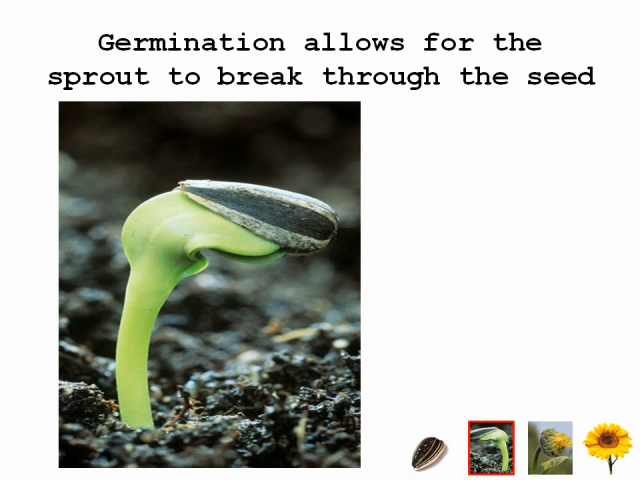 Germination allows for the
sprout to break through the seed